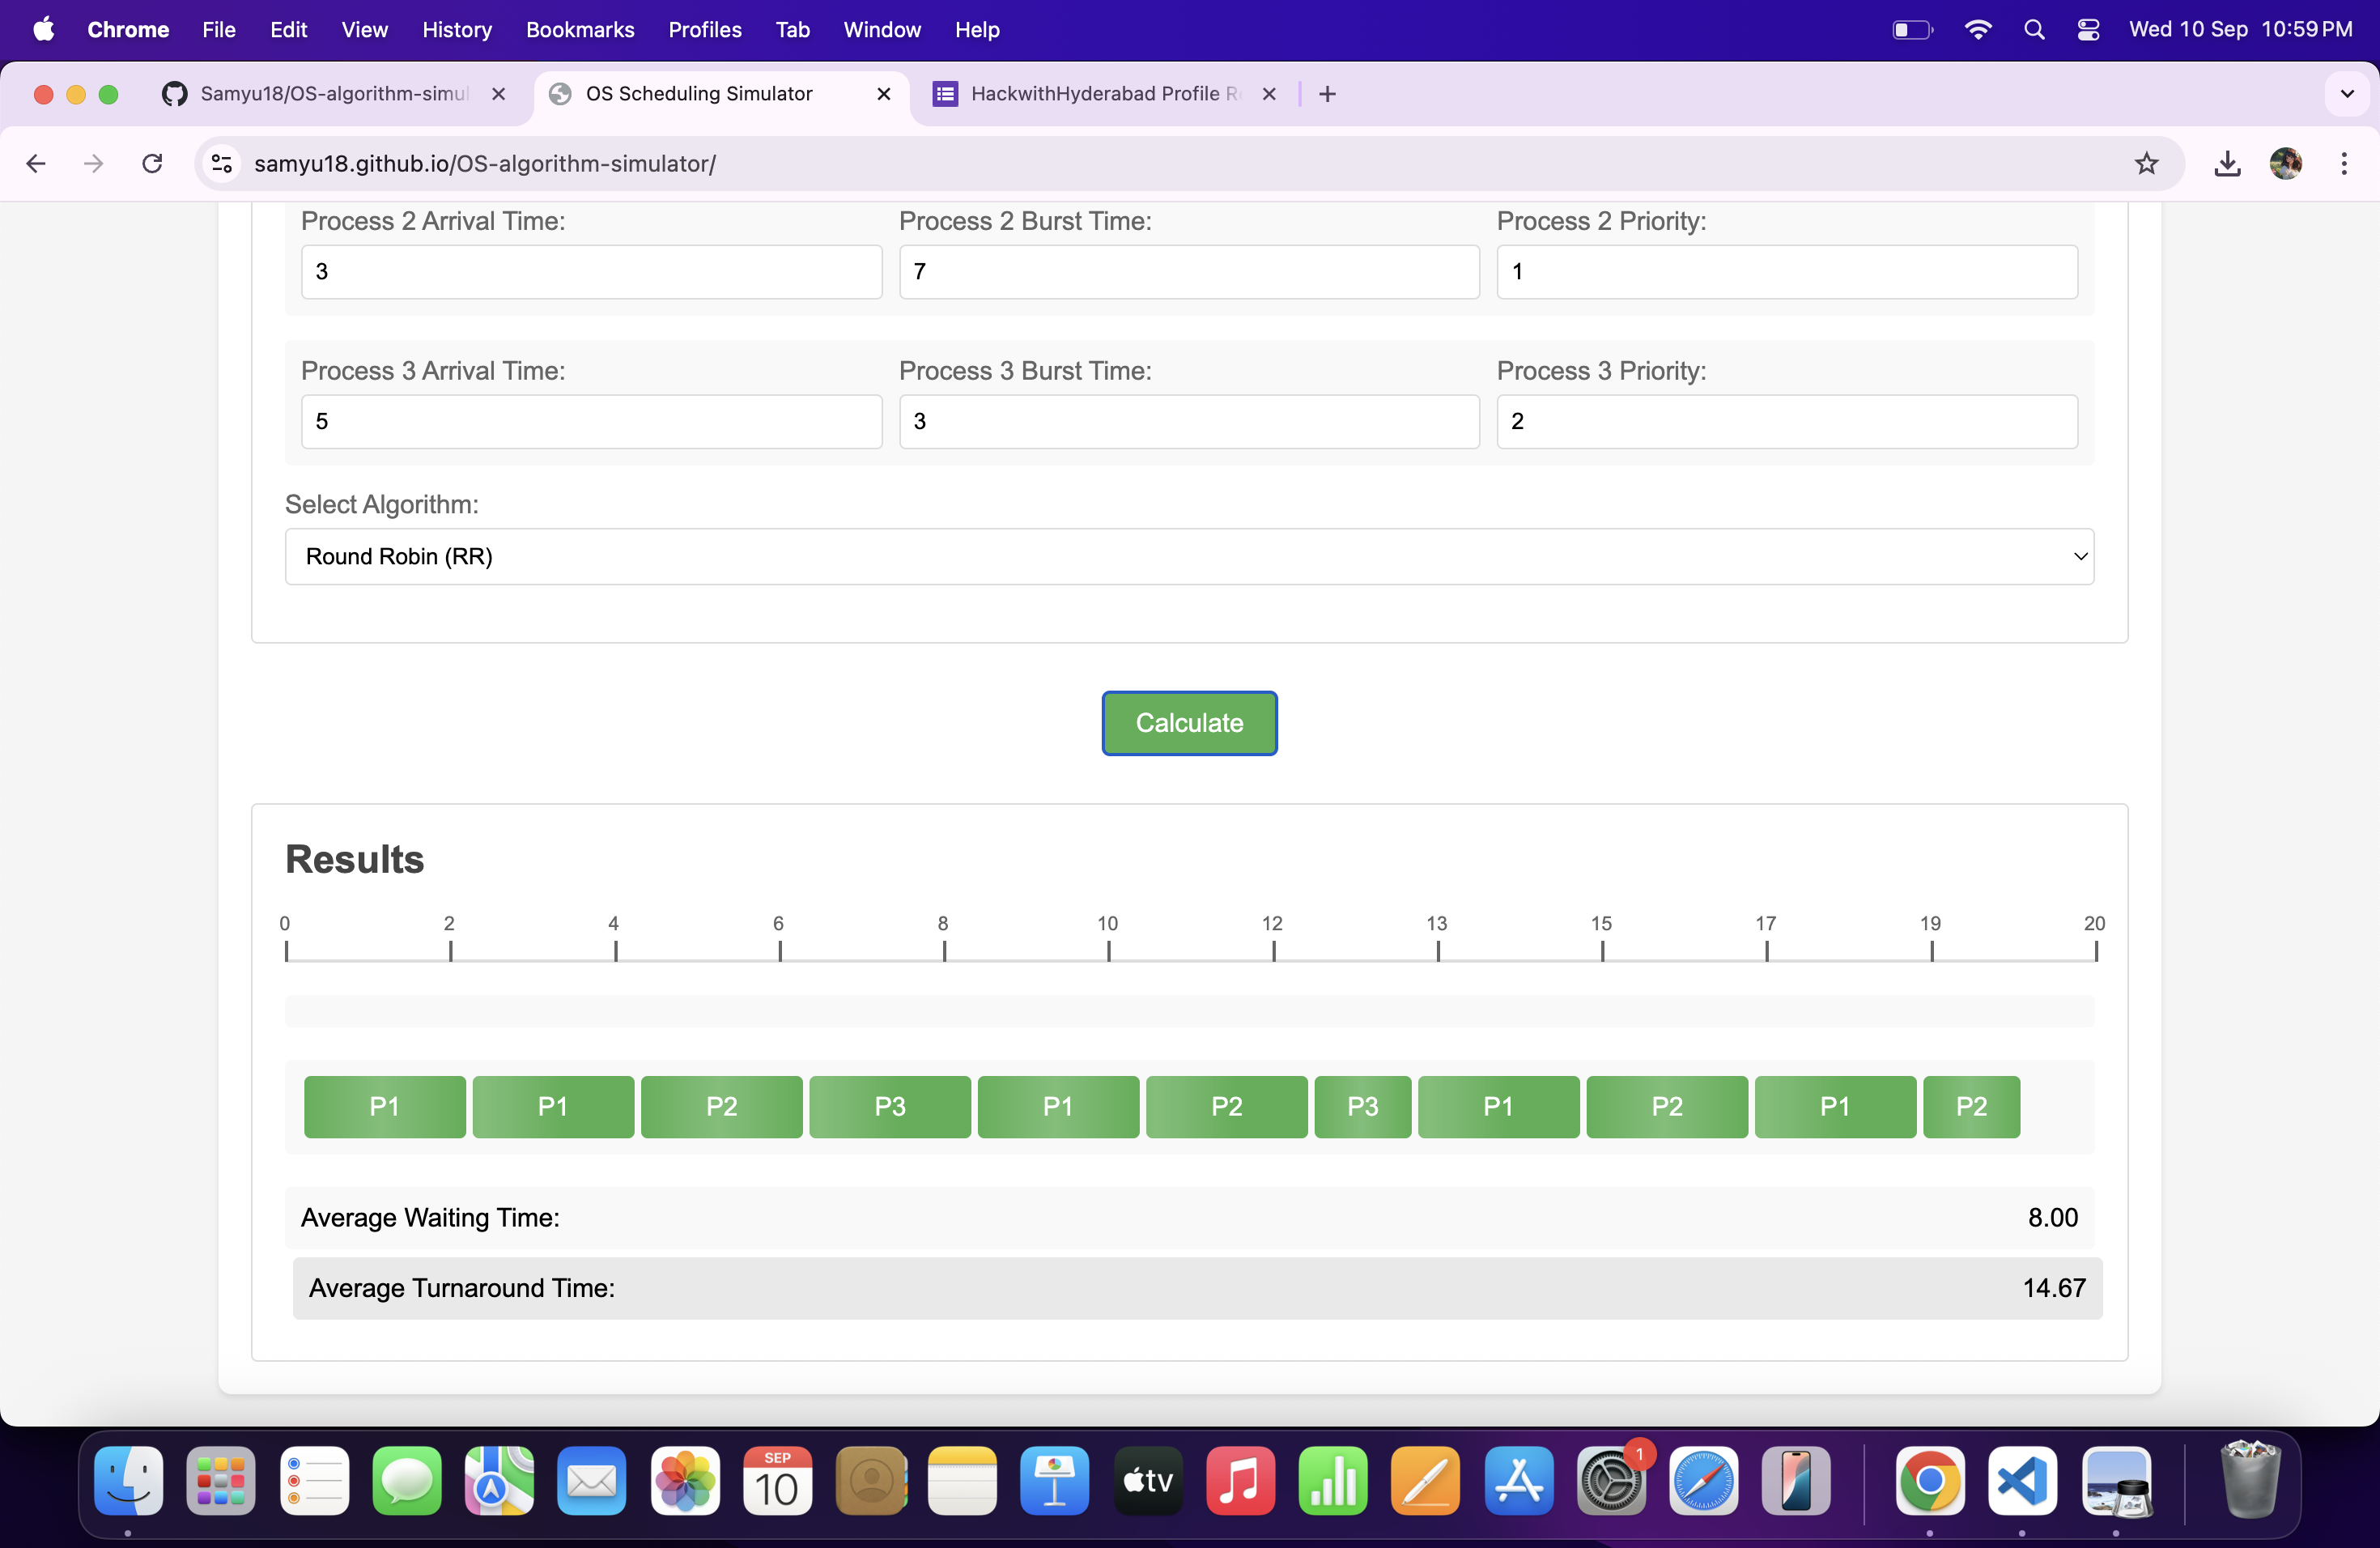 Chrome File Edit View History Bookmarks Profiles Tab Window Help Wed 10 Sep 10:59 PM
Samyu18/OS-algorithm-simul OS Scheduling Simulator HackwithHyderabad Profile R
samyu18.github.io/OS-algorithm-simulator/
Process 2 Arrival Time: Process 2 Burst Time: Process 2 Priority:
3 7 1
Process 3 Arrival Time: Process 3 Burst Time: Process 3 Priority:
5 3 2
Select Algorithm:
Round Robin (RR)
Calculate
Results
0 2 4 6 8 10 12 13 15 17 19 20
P1 P1 P2 P3 P1 P2 P3 P1 P2 P1 P2
Average Waiting Time: 8.00
Average Turnaround Time: 14.67
SEP
10
tv
1